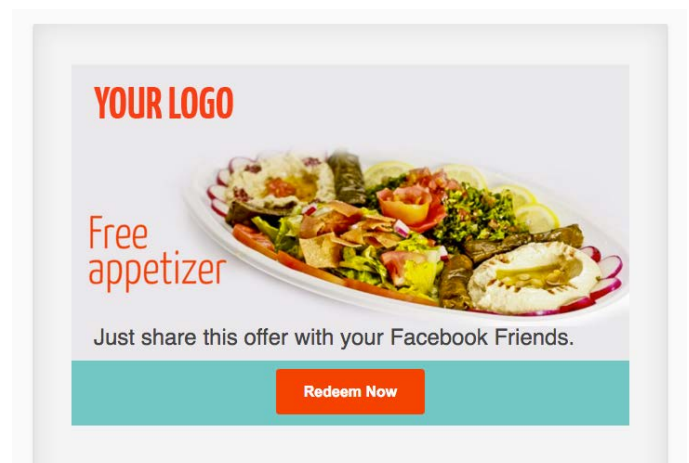 YOUR LOGO
Free
appetizer
Just share this offer with your Facebook Friends.
Redeem Now